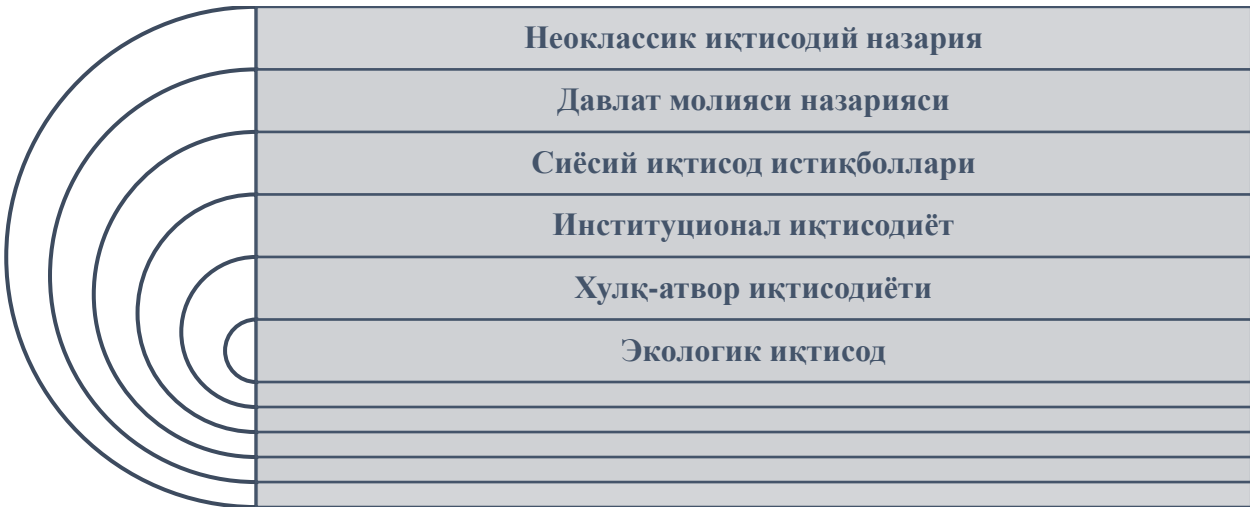 Неоклассик иқтисодий назария
Давлат молияси назарияси
Сиёсий иқтисод истиқболлари
Институционал иқтисодиёт
Хулқ-атвор иқтисодиёти
Экологик иқтисод